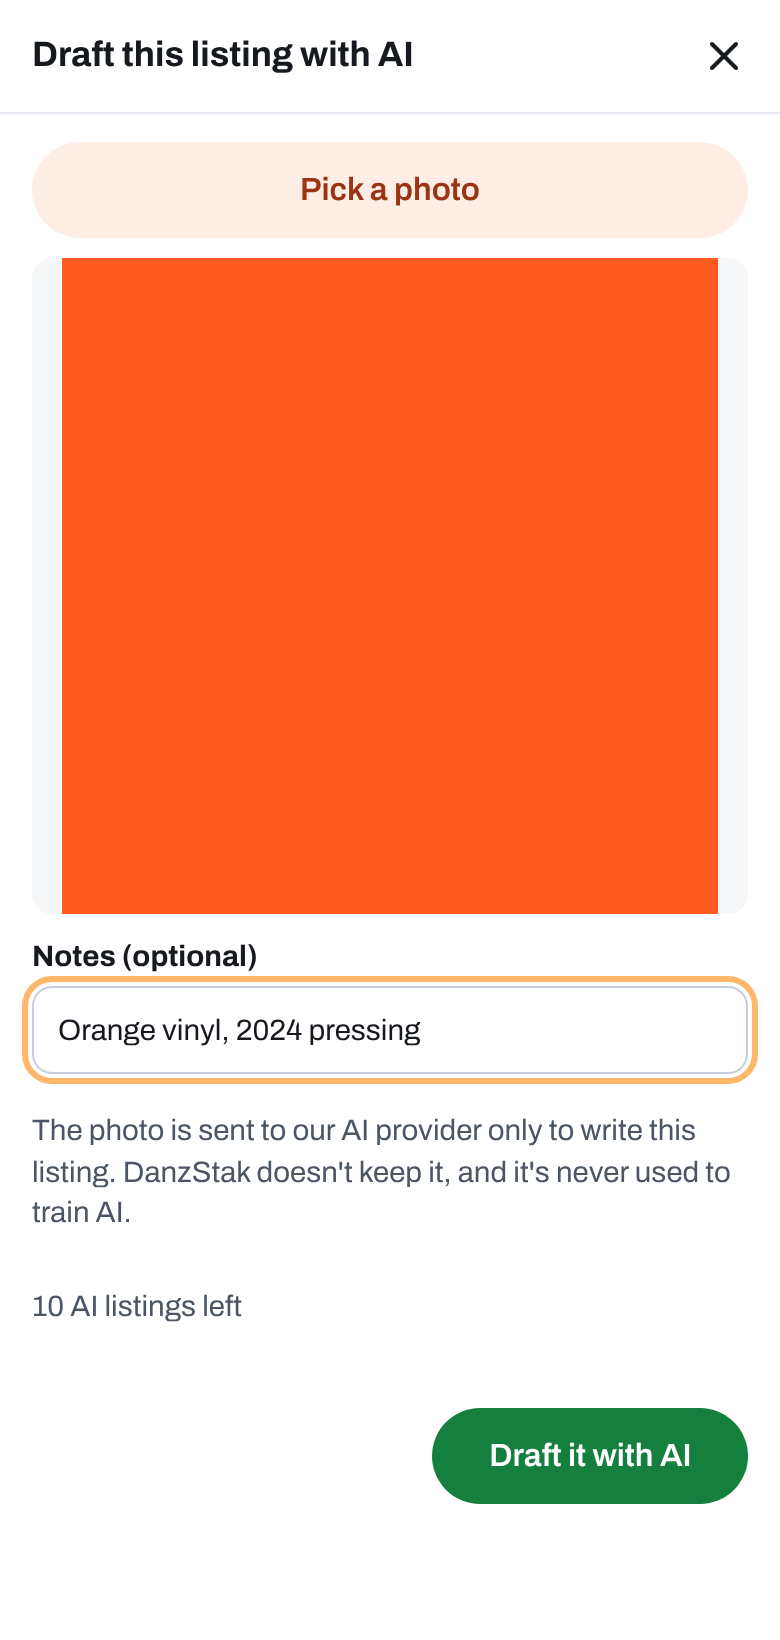 Draft this listing with AI
Pick a photo
Notes (optional)
Orange vinyl, 2024 pressing
The photo is sent to our AI provider only to write this
listing. DanzStak doesn't keep it, and it's never used to
train AI.
10 AI listings left
Draft it with AI